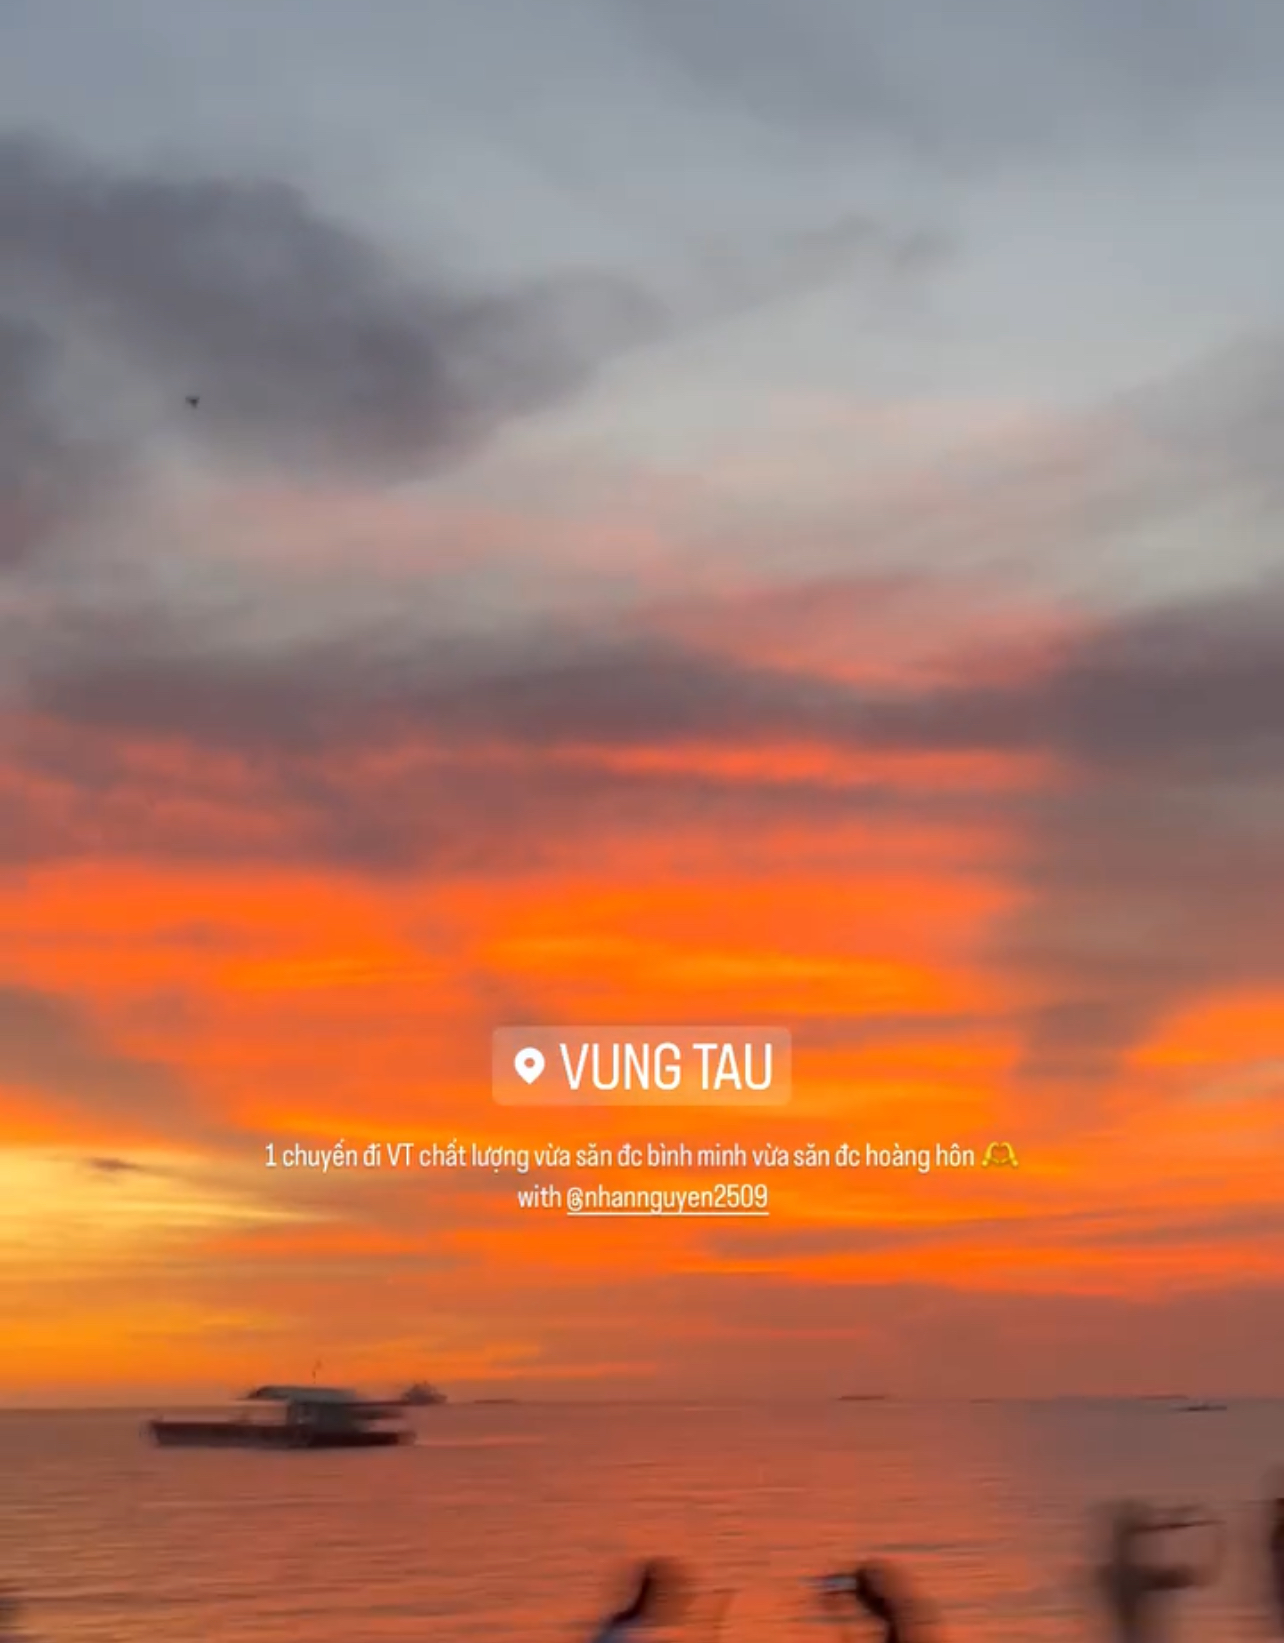 VUNG TAU
1 chuyến đi VT chất lượng vừa săn đc bình minh vừa săn đc hoàng hôn 🫶
with @nhannguyen2509